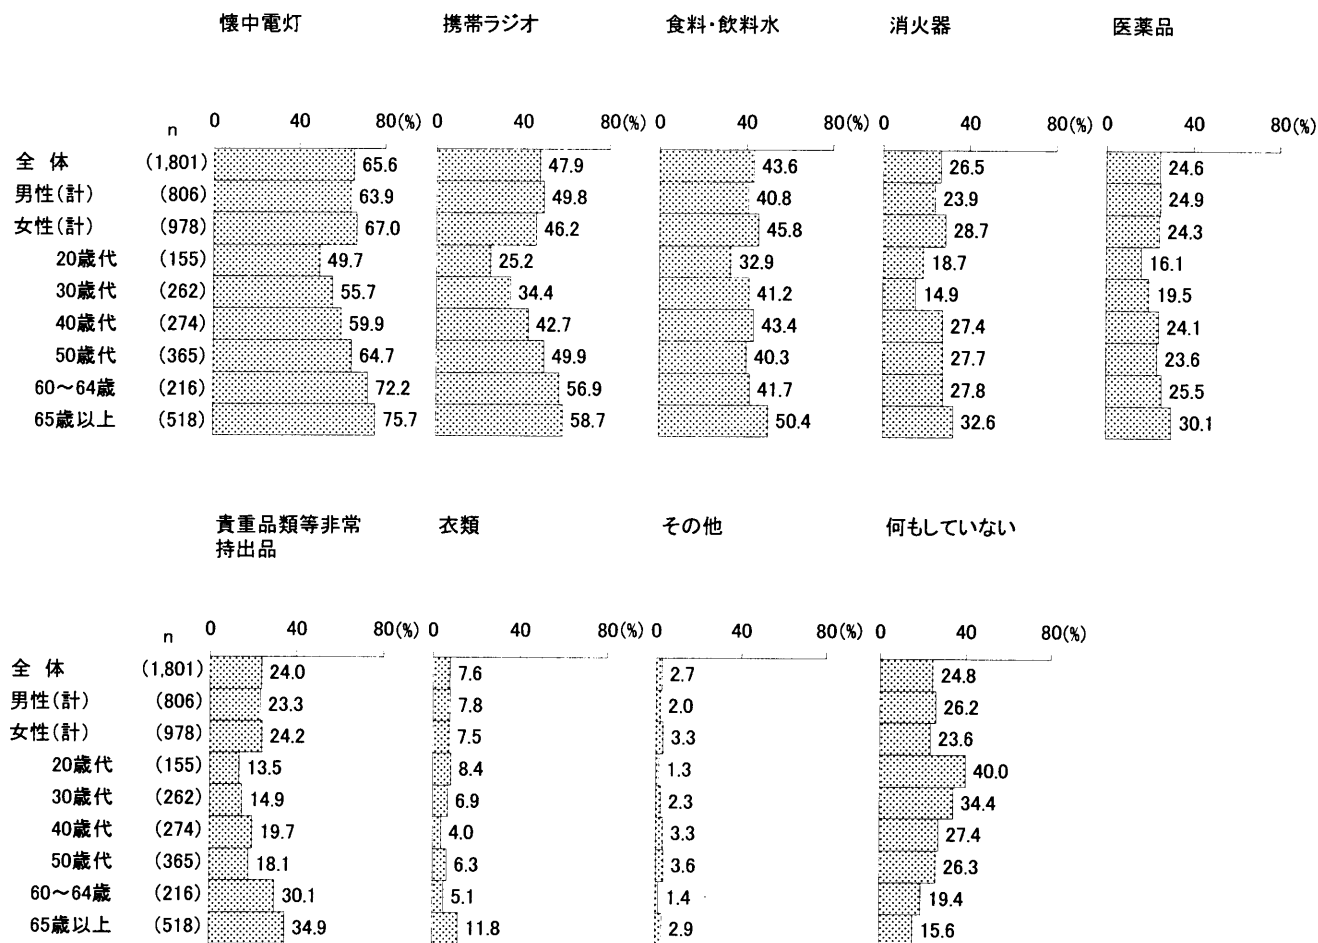 懐中電灯 携帯ラジオ 食料・飲料水 消火器 医薬品
n 0 40 80(%) 0 40 80(%) 0 40 80(%) 0 40 80(%) 0 40 80(%)
全 体 (1,801) 65.6 47.9 43.6 26.5 24.6
男性(計) (806) 63.9 49.8 40.8 23.9 24.9
女性(計) (978) 67.0 46.2 45.8 28.7 24.3
20歳代 (155) 49.7 25.2 32.9 18.7 16.1
30歳代 (262) 55.7 34.4 41.2 14.9 19.5
40歳代 (274) 59.9 42.7 43.4 27.4 24.1
50歳代 (365) 64.7 49.9 40.3 27.7 23.6
60～64歳 (216) 72.2 56.9 41.7 27.8 25.5
65歳以上 (518) 75.7 58.7 50.4 32.6 30.1
貴重品類等非常 衣類 その他 何もしていない
持出品
n 0 40 80(%) 0 40 80(%) 0 40 80(%) 0 40 80(%)
全 体 (1,801) 24.0 7.6 2.7 24.8
男性(計) (806) 23.3 7.8 2.0 26.2
女性(計) (978) 24.2 7.5 3.3 23.6
20歳代 (155) 13.5 8.4 1.3 40.0
30歳代 (262) 14.9 6.9 2.3 34.4
40歳代 (274) 19.7 4.0 3.3 27.4
50歳代 (365) 18.1 6.3 3.6 26.3
60～64歳 (216) 30.1 5.1 1.4 19.4
65歳以上 (518) 34.9 11.8 2.9 15.6